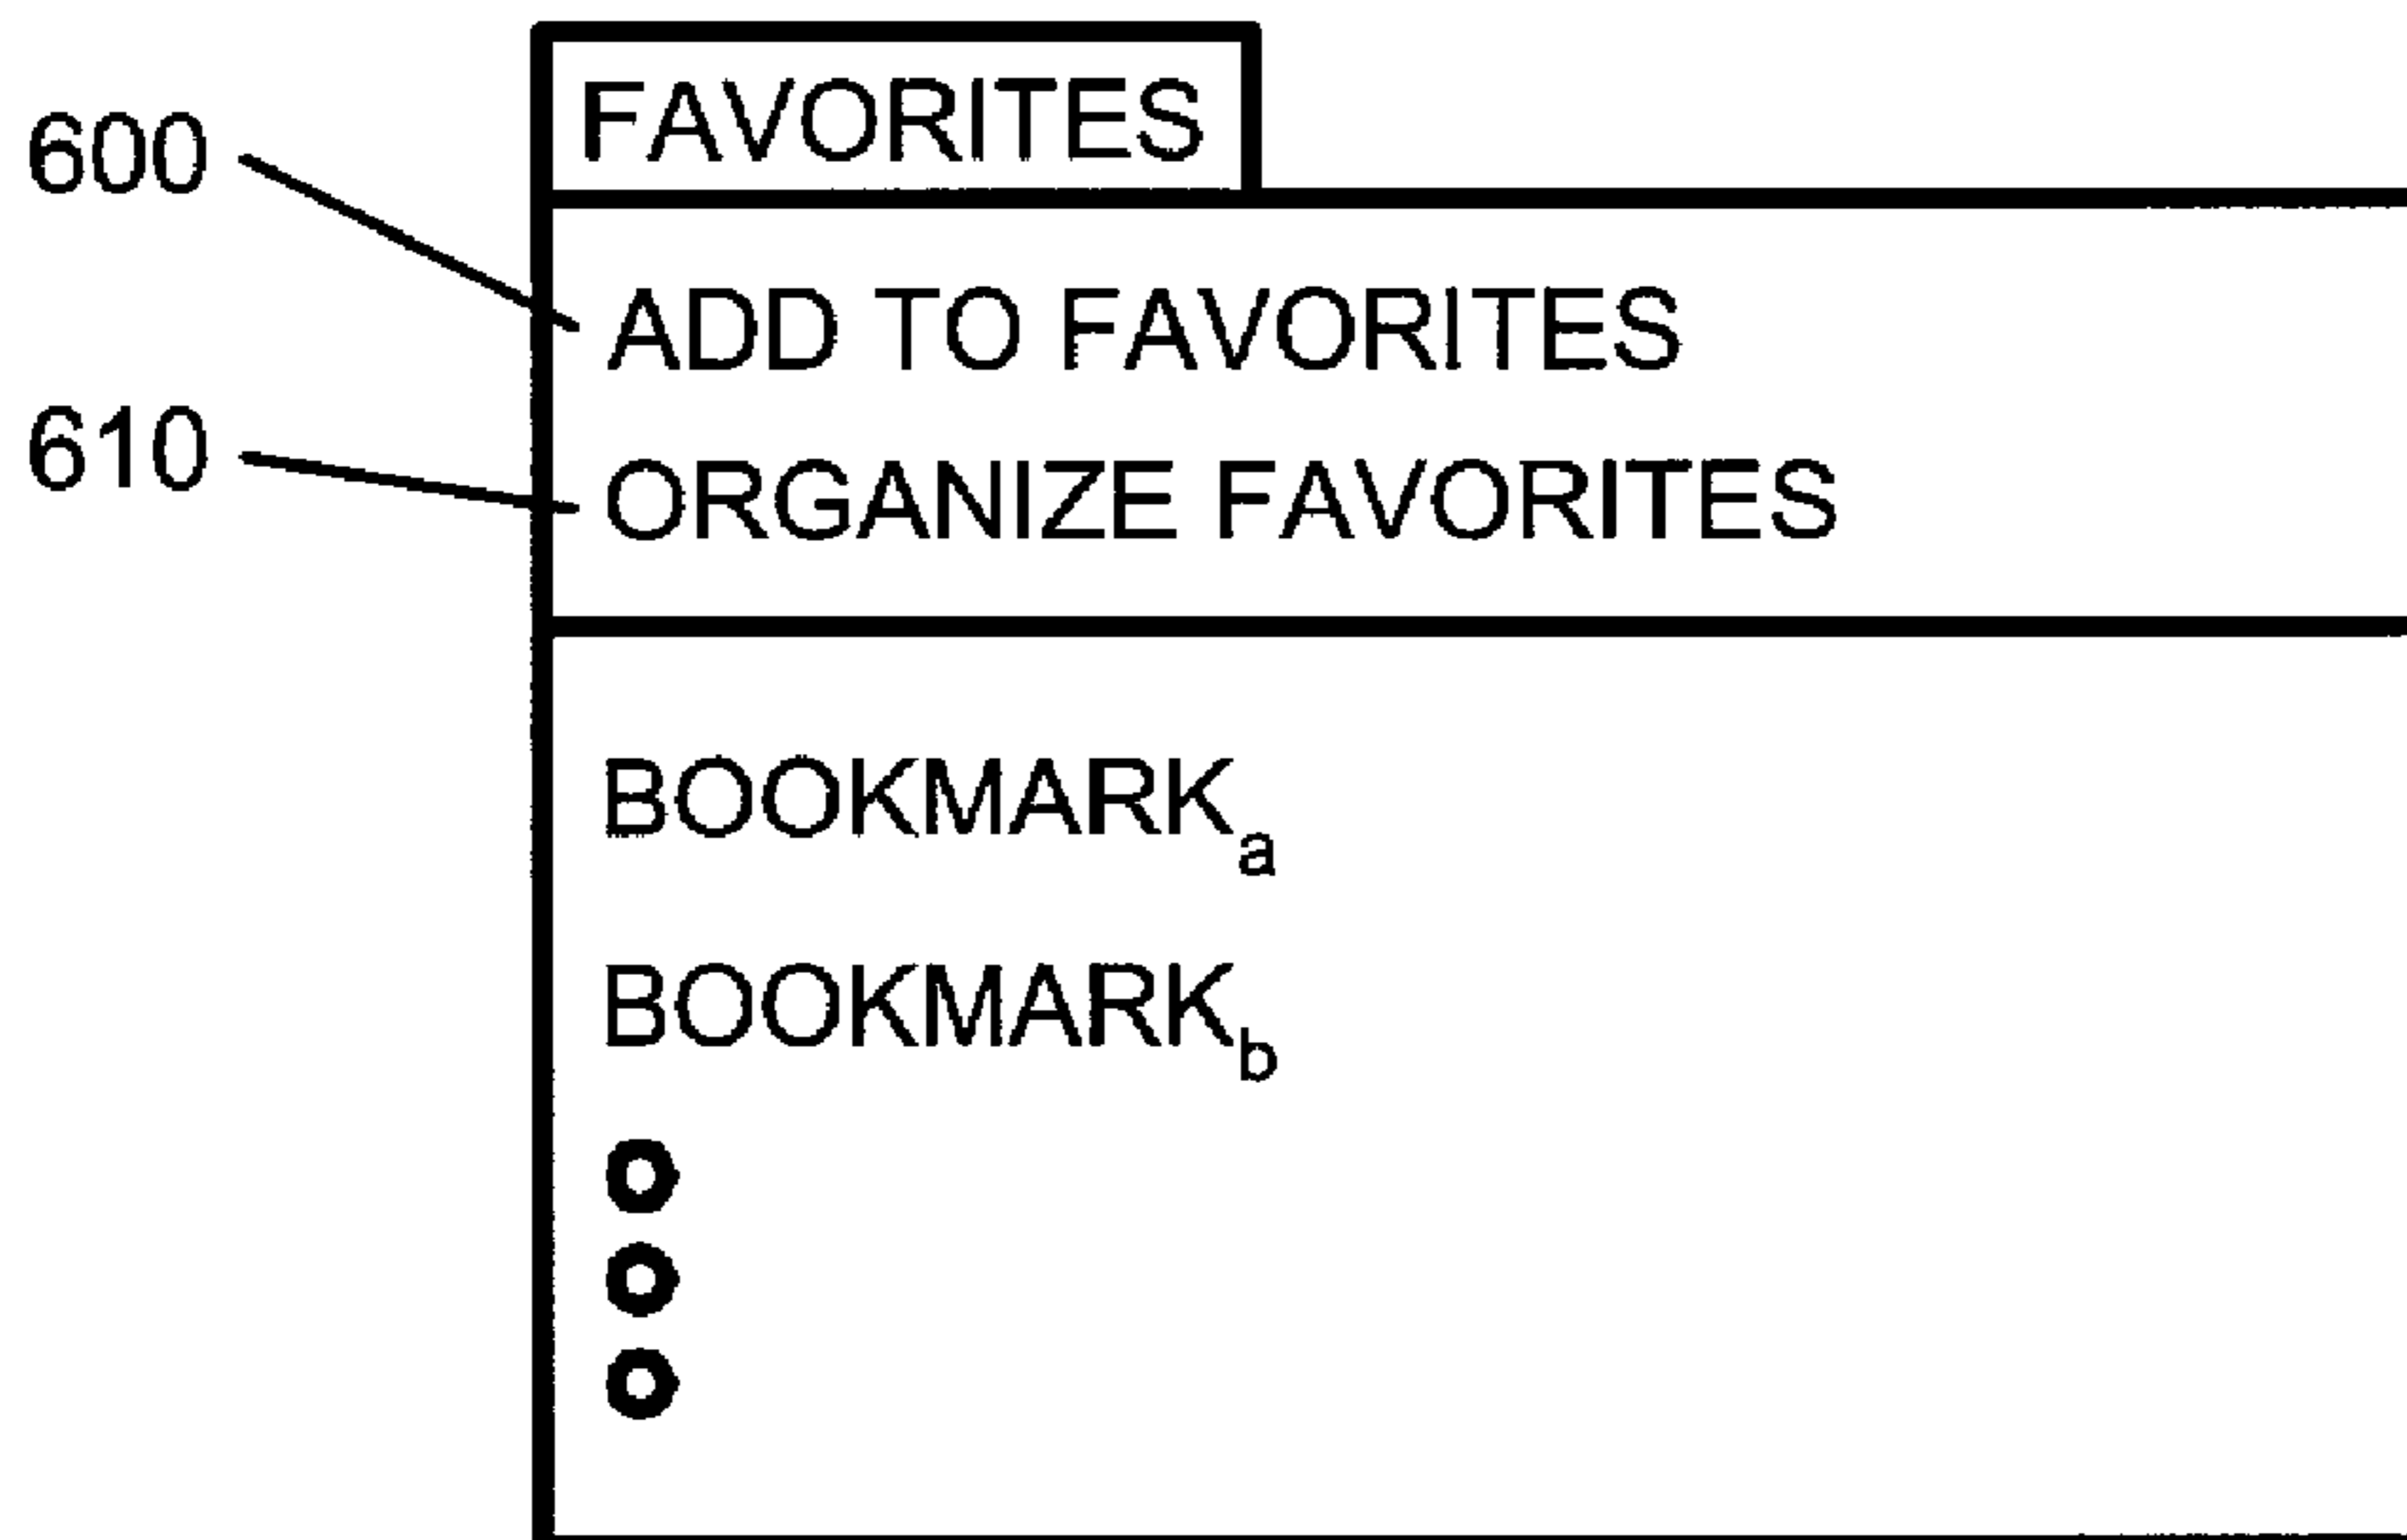 FAVORITES
600
ADD TO FAVORITES
610
ORGANIZE FAVORITES
BOOKMARKa
BOOKMARKb